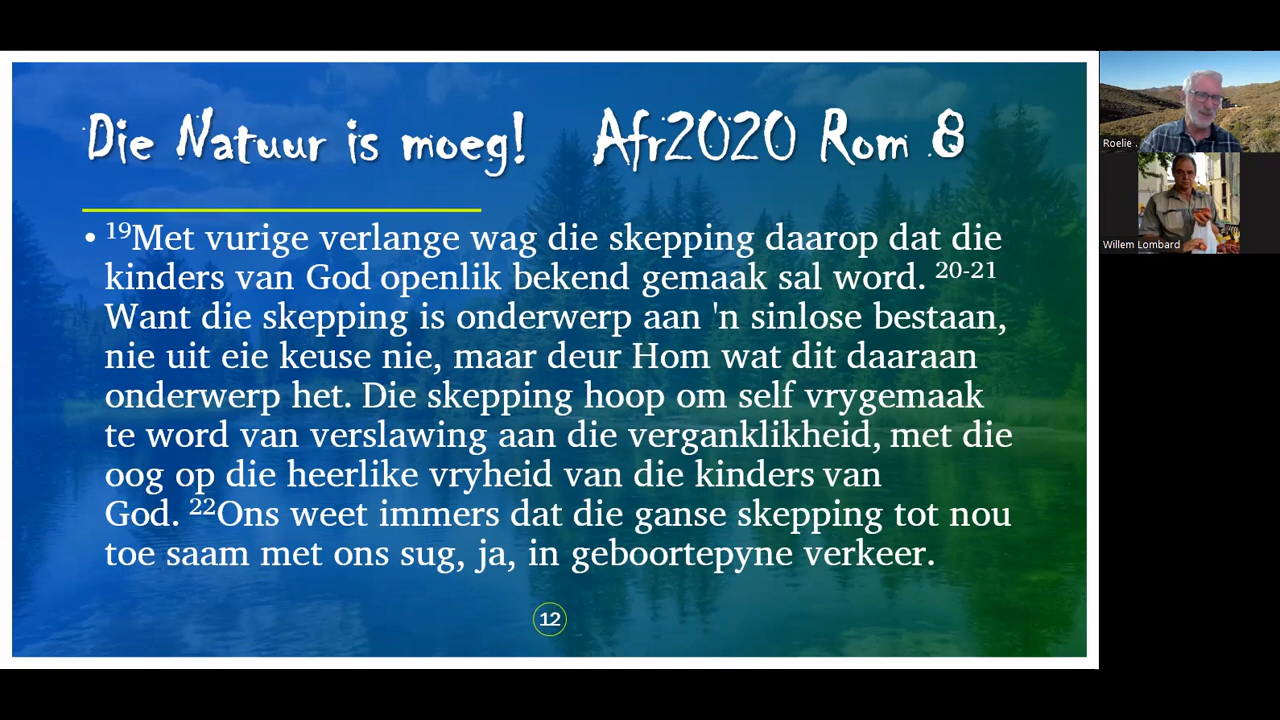 Die Natuur is moeg! Afr2020 Rom 8
• ¹⁹Met vurige verlange wag die skepping daarop dat die
kinders van God openlik bekend gemaak sal word. ²⁰⁻²¹
Want die skepping is onderwerp aan 'n sinlose bestaan,
nie uit eie keuse nie, maar deur Hom wat dit daaraan
onderwerp het. Die skepping hoop om self vrygemaak
te word van verslawing aan die verganklikheid, met die
oog op die heerlike vryheid van die kinders van
God. ²²Ons weet immers dat die ganse skepping tot nou
toe saam met ons sug, ja, in geboortepyne verkeer.
12
Roelie .
Willem Lombard